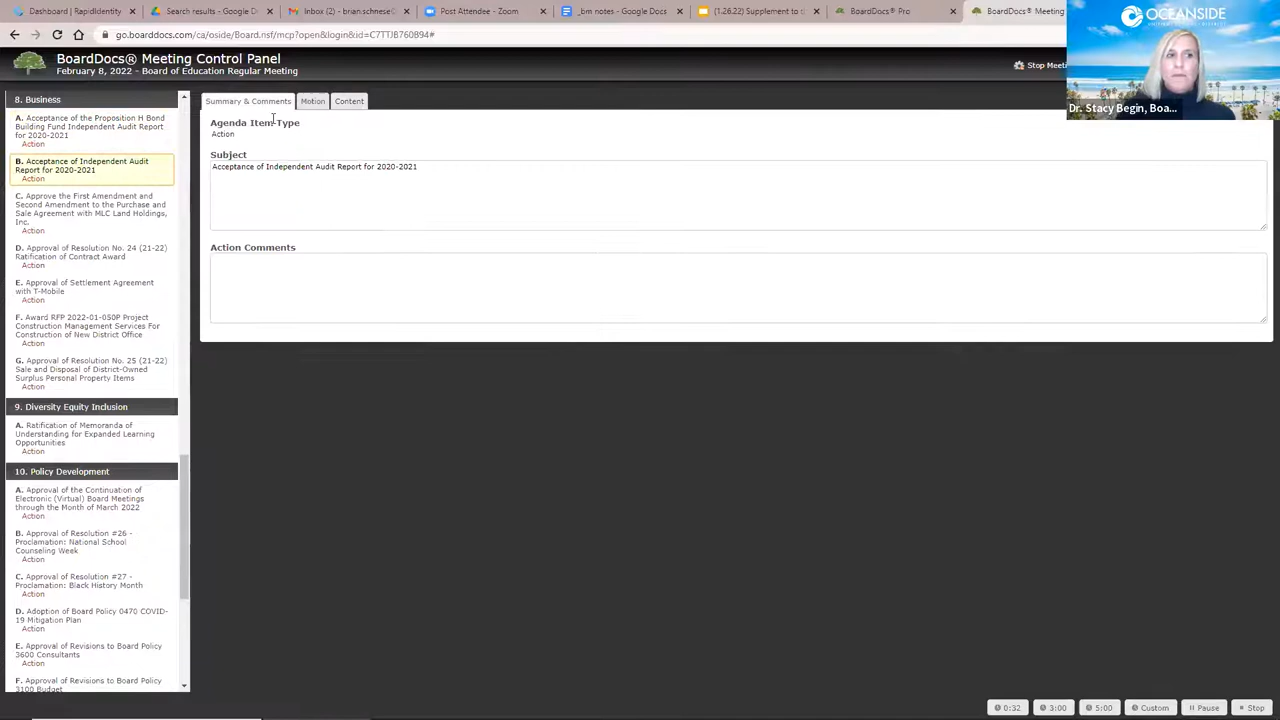 Dashboard | RapidIdentity
Search results - Google Drive
Inbox (2) - brian.schnese@
Post Attendee - Zoom
_bm notes - Google Docs
(1.26.22) Supplement to
BoardDocs® Pro
BoardDocs® Meeting
go.boarddocs.com/ca/oside/Board.nsf/mcp?open&login&id=C7TTJB760B94#
OCEANSIDE
BoardDocs® Meeting Control Panel
February 8, 2022 - Board of Education Regular Meeting
Stop Meeti
Dr. Stacy Begin, Boa...
8. Business
A. Acceptance of the Proposition H Bond
Building Fund Independent Audit Report
for 2020-2021
Action
B. Acceptance of Independent Audit
Report for 2020-2021
Action
C. Approve the First Amendment and
Second Amendment to the Purchase and
Sale Agreement with MLC Land Holdings,
Inc.
Action
D. Approval of Resolution No. 24 (21-22)
Ratification of Contract Award
Action
E. Approval of Settlement Agreement
with T-Mobile
Action
F. Award RFP 2022-01-050P Project
Construction Management Services For
Construction of New District Office
Action
G. Approval of Resolution No. 25 (21-22)
Sale and Disposal of District-Owned
Surplus Personal Property Items
Action
9. Diversity Equity Inclusion
A. Ratification of Memoranda of
Understanding for Expanded Learning
Opportunities
Action
10. Policy Development
A. Approval of the Continuation of
Electronic (Virtual) Board Meetings
through the Month of March 2022
Action
B. Approval of Resolution #26 -
Proclamation: National School
Counseling Week
Action
C. Approval of Resolution #27 -
Proclamation: Black History Month
Action
D. Adoption of Board Policy 0470 COVID-
19 Mitigation Plan
Action
E. Approval of Revisions to Board Policy
3600 Consultants
Action
F. Approval of Revisions to Board Policy
3100 Budget
Summary & Comments
Motion
Content
Agenda Item Type
Action
Subject
Acceptance of Independent Audit Report for 2020-2021
Action Comments
0:32
3:00
5:00
Custom
Pause
Stop